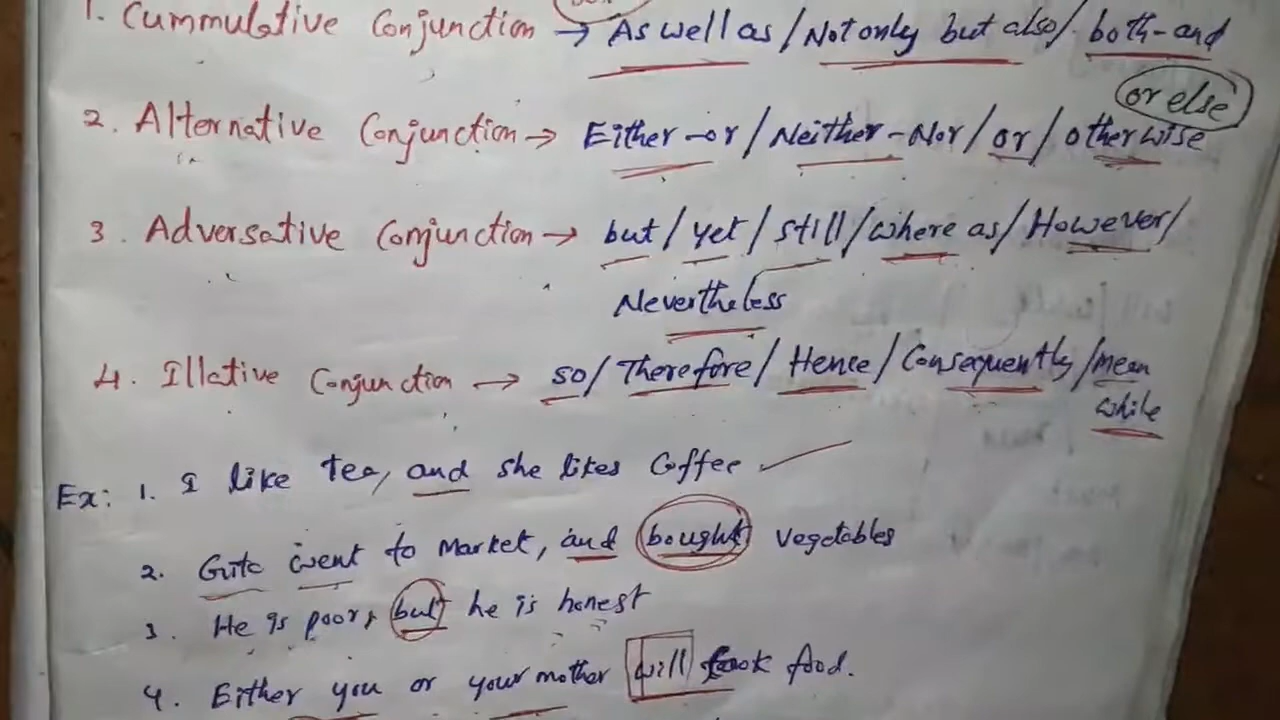 1. Cummulative Conjunction → As well as / Not only but also / both-and
or else
2. Alternative Conjunction → Either -or / Neither -Nor / or / otherwise
3. Adversative Conjunction → but / yet / still / where as / However /
Nevertheless
4. Illative Conjunction → so / Therefore / Hence / Consequently / Mean
while
Ex: 1. I like tea, and she likes Coffee
2. Gita went to Market, and bought vegetables
3. He is poor, but he is honest
4. Either you or your mother will cook food.